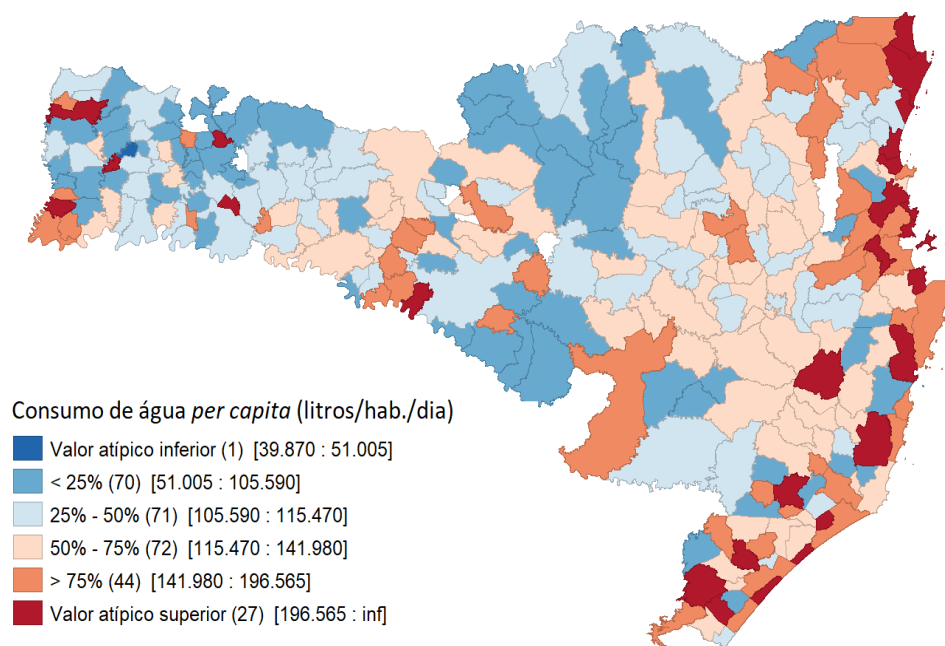 Consumo de água per capita (litros/hab./dia)
Valor atípico inferior (1) [39.870 : 51.005]
< 25% (70) [51.005 : 105.590]
25% - 50% (71) [105.590 : 115.470]
50% - 75% (72) [115.470 : 141.980]
> 75% (44) [141.980 : 196.565]
Valor atípico superior (27) [196.565 : inf]